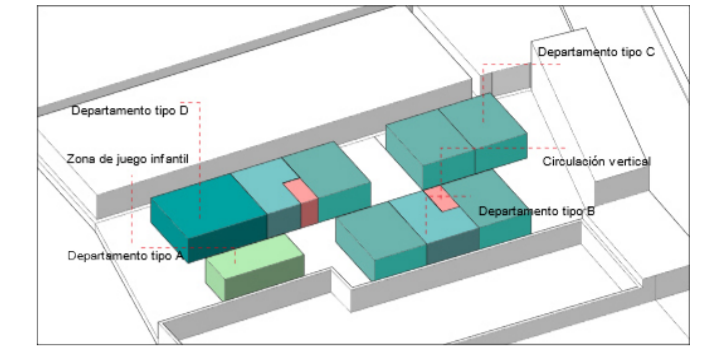 Departamento tipo C
Departamento tipo D
Zona de juego infantil
Circulación vertical
Departamento tipo B
Departamento tipo A